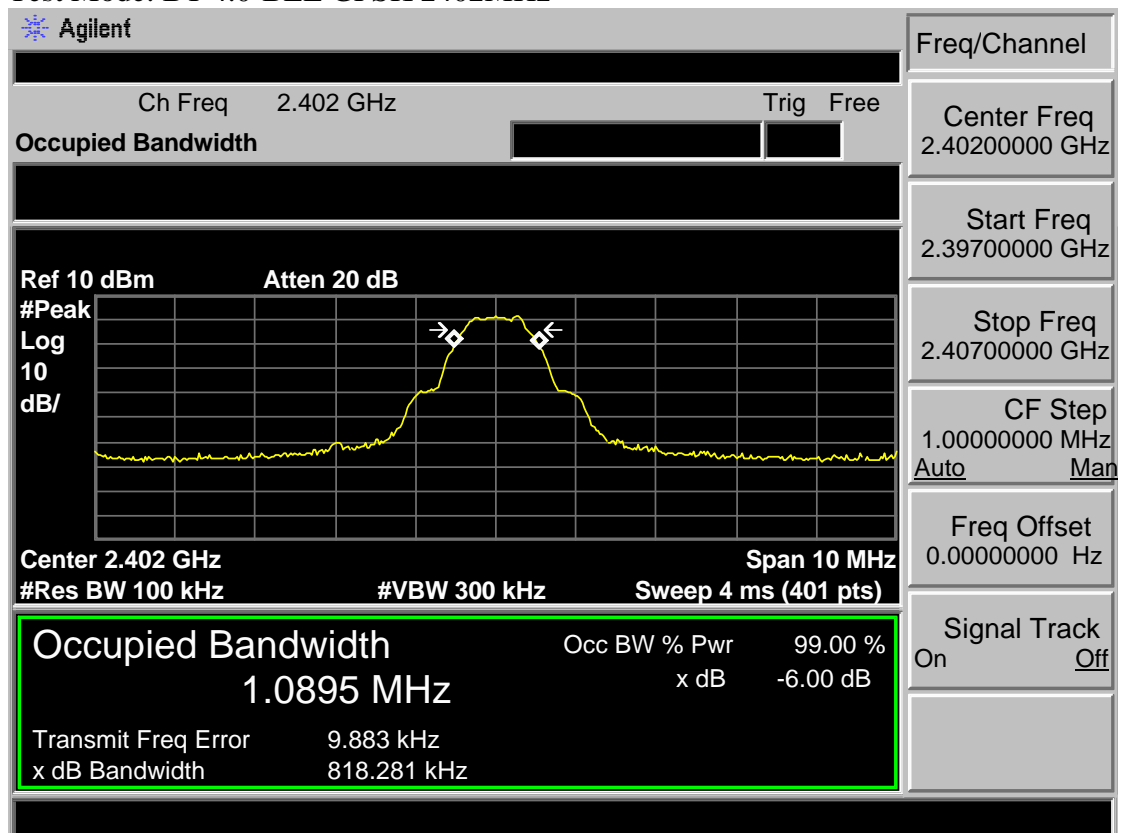 Agilent
Freq/Channel
Ch Freq 2.402 GHz Trig Free
Occupied Bandwidth
Center Freq
2.40200000 GHz
Start Freq
2.39700000 GHz
Ref 10 dBm Atten 20 dB
#Peak
Log
10
dB/
Stop Freq
2.40700000 GHz
CF Step
1.00000000 MHz
Auto Man
Center 2.402 GHz Span 10 MHz
#Res BW 100 kHz #VBW 300 kHz Sweep 4 ms (401 pts)
Freq Offset
0.00000000 Hz
Occupied Bandwidth Occ BW % Pwr 99.00 %
1.0895 MHz x dB -6.00 dB
Signal Track
On Off
Transmit Freq Error 9.883 kHz
x dB Bandwidth 818.281 kHz